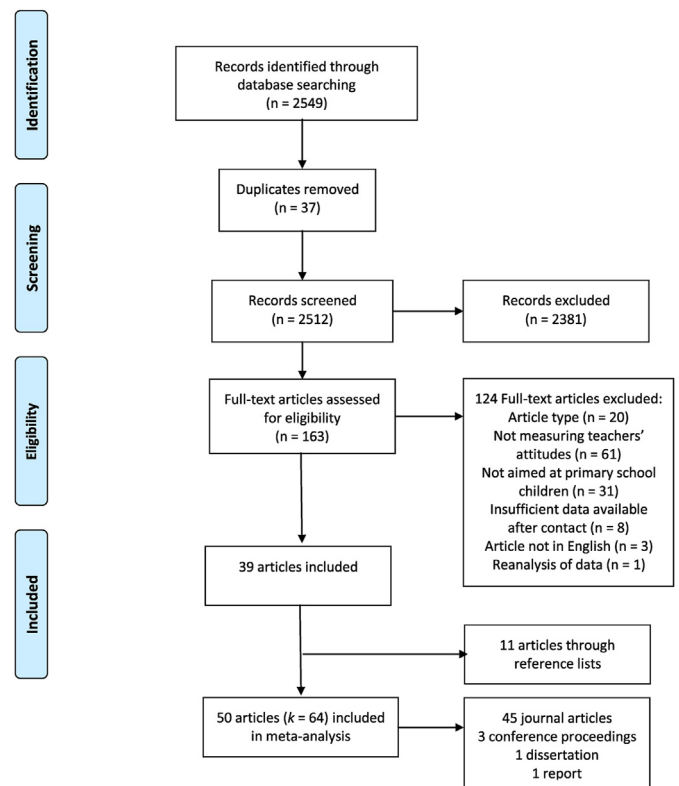 Identification
Records identified through
database searching
(n = 2549)
Duplicates removed
(n = 37)
Screening
Records screened
(n = 2512)
Records excluded
(n = 2381)
Eligibility
Full-text articles assessed
for eligibility
(n = 163)
124 Full-text articles excluded:
Article type (n = 20)
Not measuring teachers’
attitudes (n = 61)
Not aimed at primary school
children (n = 31)
Insufficient data available
after contact (n = 8)
Article not in English (n = 3)
Reanalysis of data (n = 1)
Included
39 articles included
11 articles through
reference lists
50 articles (k = 64) included
in meta-analysis
45 journal articles
3 conference proceedings
1 dissertation
1 report